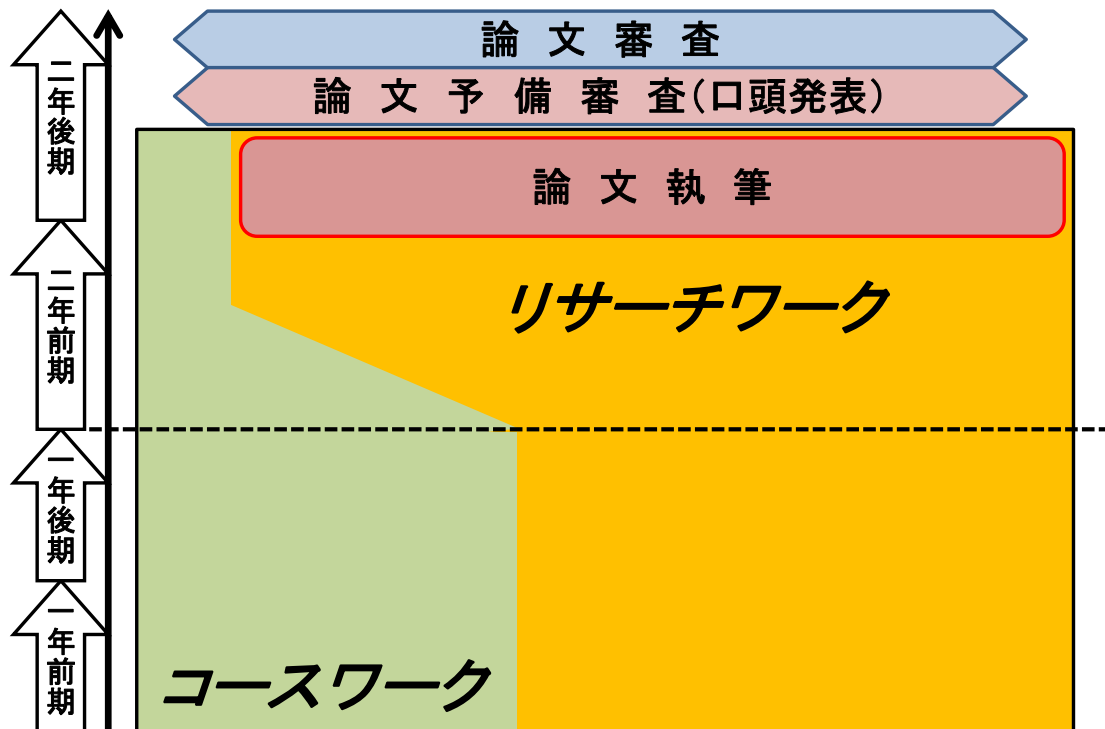 論文審査
論文予備審査(口頭発表)
二年後期
論文執筆
リサーチワーク
二年前期
一年後期
一年前期
コースワーク